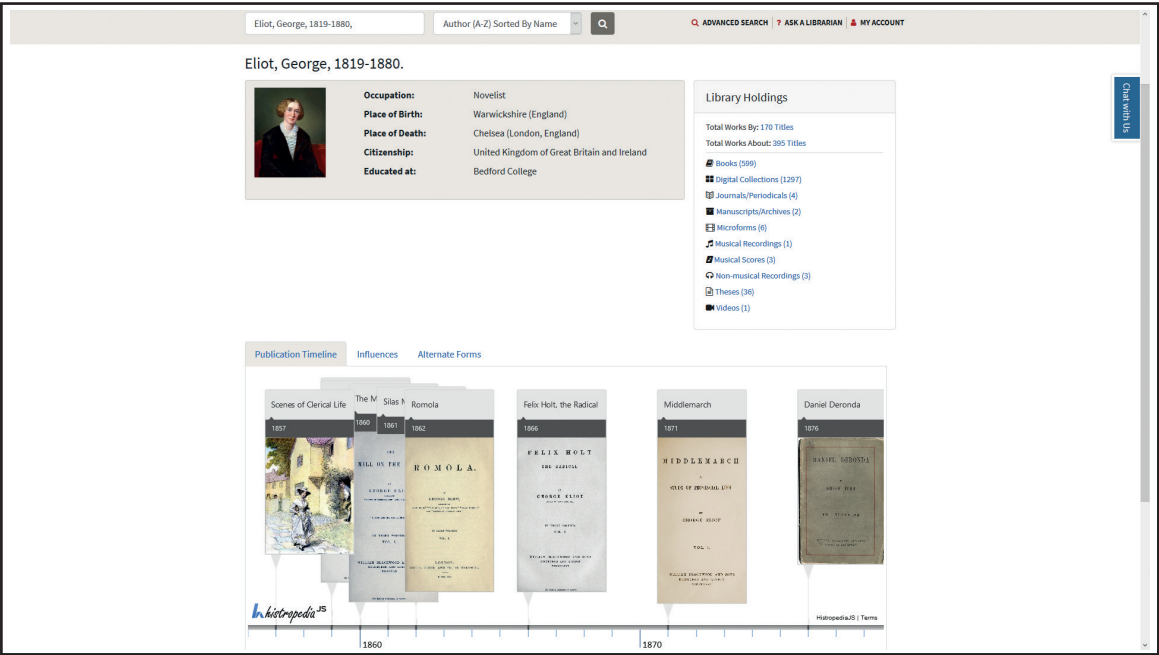 Eliot, George, 1819-1880,
Author (A-Z) Sorted By Name
ADVANCED SEARCH
? ASK A LIBRARIAN
MY ACCOUNT
Chat with Us
Eliot, George, 1819-1880.
Occupation: Novelist
Place of Birth: Warwickshire (England)
Place of Death: Chelsea (London, England)
Citizenship: United Kingdom of Great Britain and Ireland
Educated at: Bedford College
Library Holdings
Total Works By: 170 Titles
Total Works About: 395 Titles
Books (599)
Digital Collections (1297)
Journals/Periodicals (4)
Manuscripts/Archives (2)
Microforms (6)
Musical Recordings (1)
Musical Scores (3)
Non-musical Recordings (3)
Theses (36)
Videos (1)
Publication Timeline
Influences
Alternate Forms
Scenes of Clerical Life
1857
The M
1860
MILL ON THE
Silas M
1861
Romola
1862
ROMOLA.
VOL. I.
Felix Holt, the Radical
1866
FELIX HOLT
THE RADICAL
GEORGE ELIOT
VOL. I.
Middlemarch
1871
MIDDLEMARCH
GEORGE ELIOT
VOL. I.
Daniel Deronda
1876
DANIEL DERONDA
histropedia JS
HistropediaJS | Terms
1860
1870